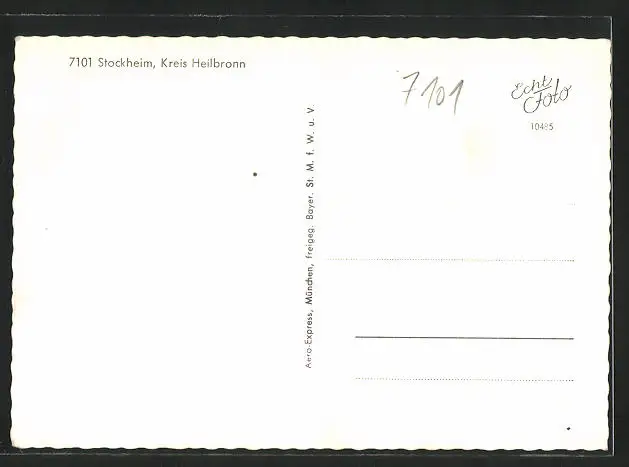 7101 Stockheim, Kreis Heilbronn
Aero-Express, München, freigeg. Bayer. St. M. f. W. u. V.
7101
Echt
Foto
10485